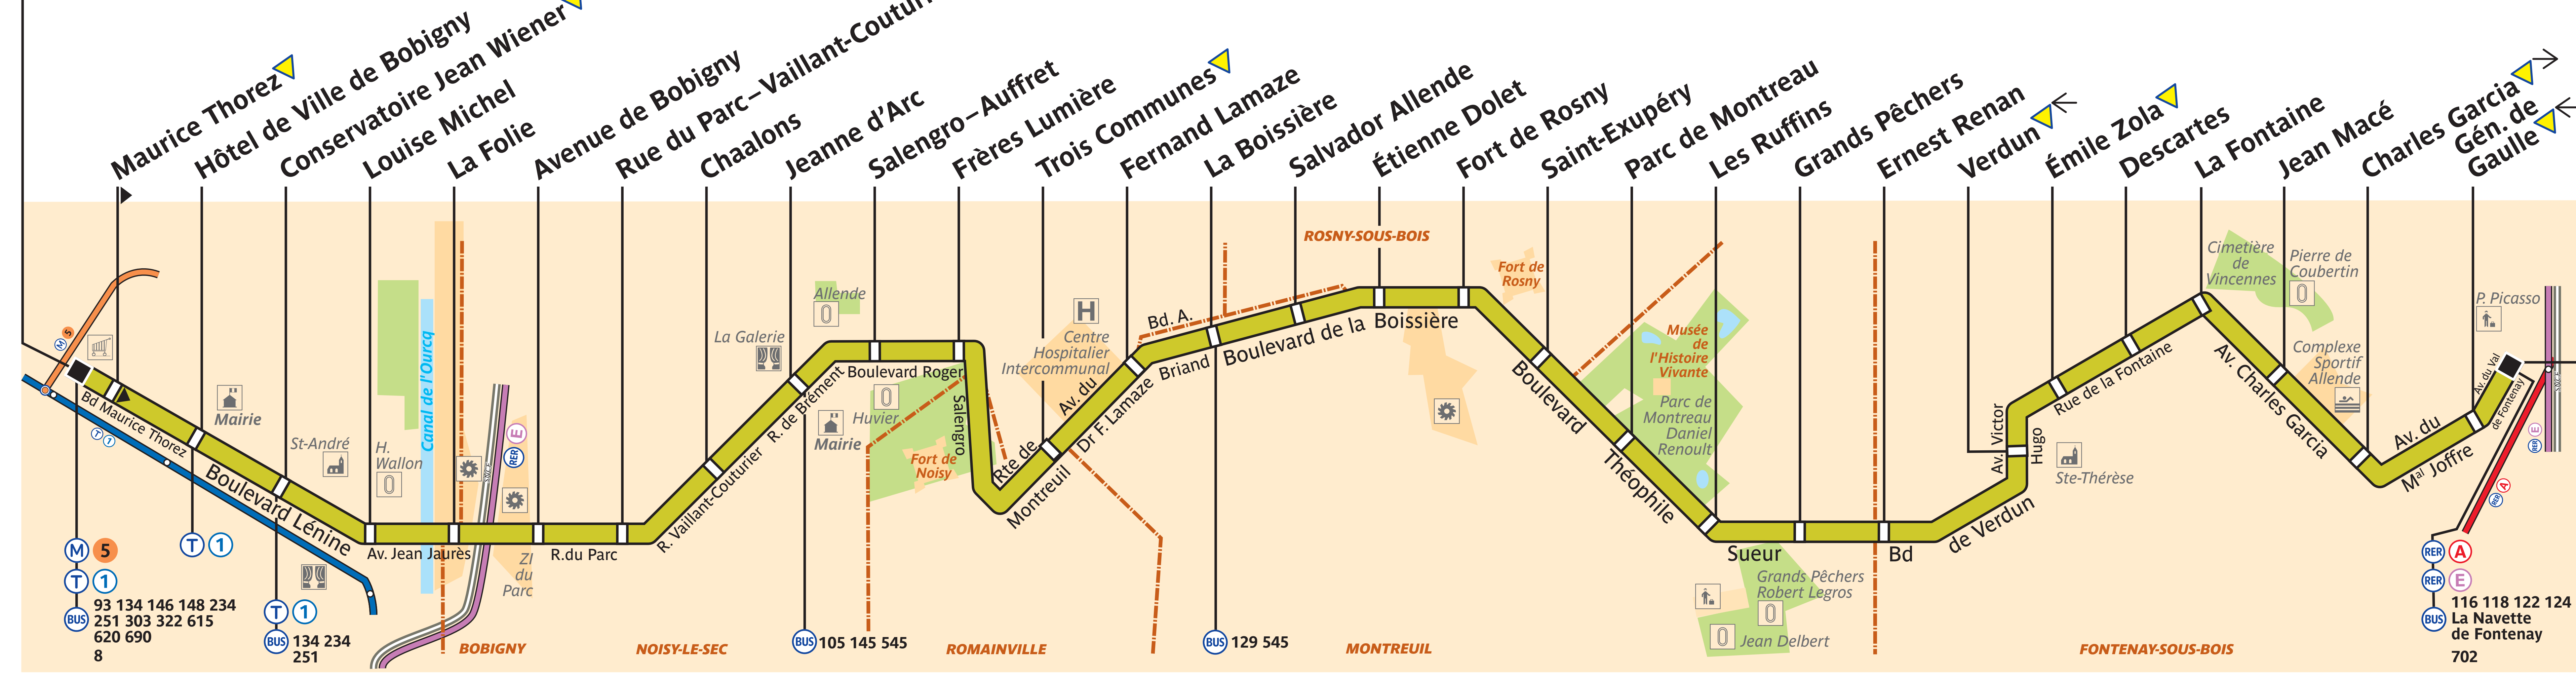 Maurice Thorez
Hôtel de Ville de Bobigny
Conservatoire Jean Wiener
Louise Michel
La Folie
Avenue de Bobigny
Rue du Parc–Vaillant-
Chaalons
Jeanne d'Arc
Salengro–Auffret
Frères Lumière
Trois Communes
Fernand Lamaze
La Boissière
Salvador Allende
Étienne Dolet
Fort de Rosny
Saint-Exupéry
Parc de Montreau
Les Ruffins
Grands Pêchers
Ernest Renan
Verdun
Émile Zola
Descartes
La Fontaine
Jean Macé
Charles Garcia
Gén. de
Gaulle
ROSNY-SOUS-BOIS
M 5
T 1
Bd Maurice Thorez
Mairie
Boulevard Lénine
St-André
H.
Wallon
Canal de l'Ourcq
E
RER
Av. Jean Jaurès
ZI
du
Parc
R.du Parc
R. Vaillant-Couturier
R. de Brément
La Galerie
Allende
Mairie
Boulevard Roger
Salengro
Huvier
Fort de
Noisy
Rte de
Montreuil
Centre
Hospitalier
Intercommunal
H
Av. du
Dr F. Lamaze
Bd. A.
Briand
Boulevard de la
Boissière
Fort de
Rosny
Boulevard
Théophile
Sueur
Musée
de
l'Histoire
Vivante
Parc de
Montreau
Daniel
Renoult
Grands Pêchers
Robert Legros
Jean Delbert
Bd
de Verdun
Av. Victor
Hugo
Ste-Thérèse
Rue de la Fontaine
Cimetière
de
Vincennes
Pierre de
Coubertin
Av. Charles Garcia
Complexe
Sportif
Allende
Av. du
Mal Joffre
Av. du Val
de Fontenay
P. Picasso
RER E
RER A
M 5
T 1
BUS
93 134 146 148 234
251 303 322 615
620 690
8
T 1
T 1
BUS 134 234
251
BUS 105 145 545
BUS 129 545
RER A
RER E
BUS
116 118 122 124
La Navette
de Fontenay
702
BOBIGNY
NOISY-LE-SEC
ROMAINVILLE
MONTREUIL
FONTENAY-SOUS-BOIS